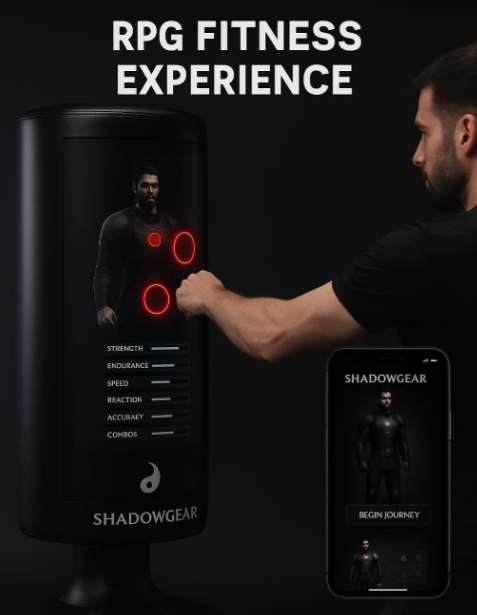 RPG FITNESS
EXPERIENCE
STRENGTH
ENDURANCE
SPEED
REACTION
ACCURAEY
COMBOS
SHADOWGEAR
SHADOWGEAR
BEGIN JOURNEY